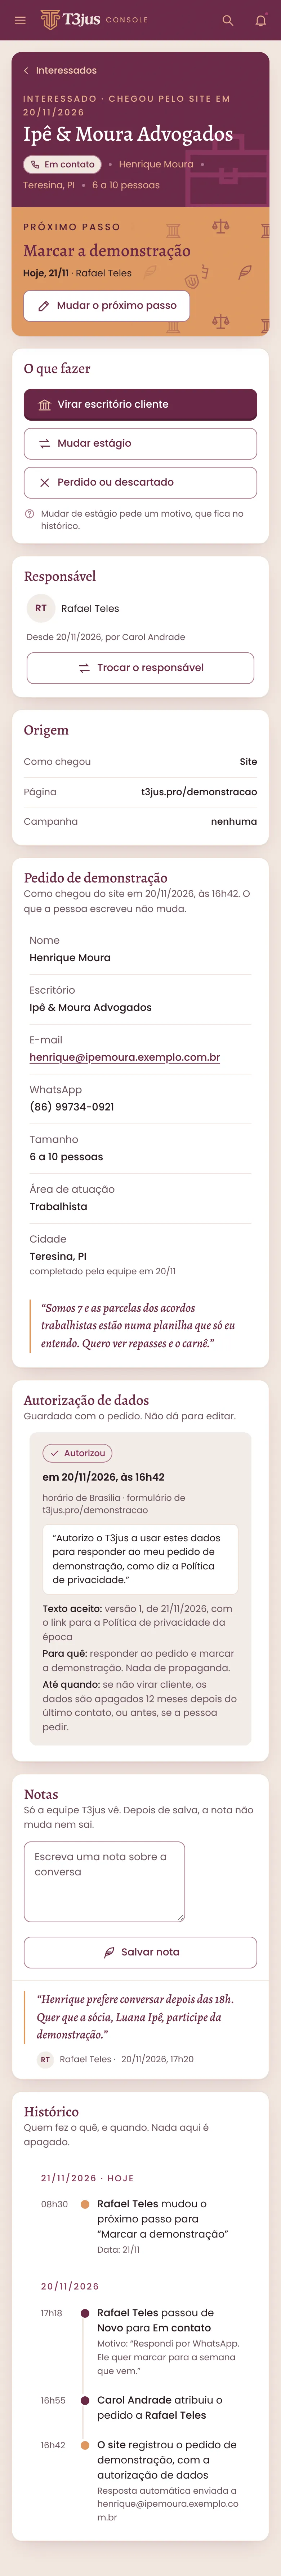 T3jus CONSOLE
Interessados
INTERESSADO · CHEGOU PELO SITE EM
20/11/2026
Ipê & Moura Advogados
Em contato • Henrique Moura •
Teresina, PI • 6 a 10 pessoas
PRÓXIMO PASSO
Marcar a demonstração
Hoje, 21/11 · Rafael Teles
Mudar o próximo passo
O que fazer
Virar escritório cliente
Mudar estágio
Perdido ou descartado
Mudar de estágio pede um motivo, que fica no
histórico.
Responsável
RT Rafael Teles
Desde 20/11/2026, por Carol Andrade
Trocar o responsável
Origem
Como chegou Site
Página t3jus.pro/demonstracao
Campanha nenhuma
Pedido de demonstração
Como chegou do site em 20/11/2026, às 16h42. O
que a pessoa escreveu não muda.
Nome
Henrique Moura
Escritório
Ipê & Moura Advogados
E-mail
henrique@ipemoura.exemplo.com.br
WhatsApp
(86) 99734-0921
Tamanho
6 a 10 pessoas
Área de atuação
Trabalhista
Cidade
Teresina, PI
completado pela equipe em 20/11
“Somos 7 e as parcelas dos acordos
trabalhistas estão numa planilha que só eu
entendo. Quero ver repasses e o carnê.”
Autorização de dados
Guardada com o pedido. Não dá para editar.
Autorizou
em 20/11/2026, às 16h42
horário de Brasília · formulário de
t3jus.pro/demonstracao
“Autorizo o T3jus a usar estes dados
para responder ao meu pedido de
demonstração, como diz a Política
de privacidade.”
Texto aceito: versão 1, de 21/11/2026, com
o link para a Política de privacidade da
época
Para quê: responder ao pedido e marcar
a demonstração. Nada de propaganda.
Até quando: se não virar cliente, os
dados são apagados 12 meses depois do
último contato, ou antes, se a pessoa
pedir.
Notas
Só a equipe T3jus vê. Depois de salva, a nota não
muda nem sai.
Escreva uma nota sobre a
conversa
Salvar nota
“Henrique prefere conversar depois das 18h.
Quer que a sócia, Luana Ipê, participe da
demonstração.”
RT Rafael Teles · 20/11/2026, 17h20
Histórico
Quem fez o quê, e quando. Nada aqui é
apagado.
21/11/2026 · HOJE
08h30 Rafael Teles mudou o
próximo passo para
“Marcar a demonstração”
Data: 21/11
20/11/2026
17h18 Rafael Teles passou de
Novo para Em contato
Motivo: “Respondi por WhatsApp.
Ele quer marcar para a semana
que vem.”
16h55 Carol Andrade atribuiu o
pedido a Rafael Teles
16h42 O site registrou o pedido de
demonstração, com a
autorização de dados
Resposta automática enviada a
henrique@ipemoura.exemplo.co
m.br